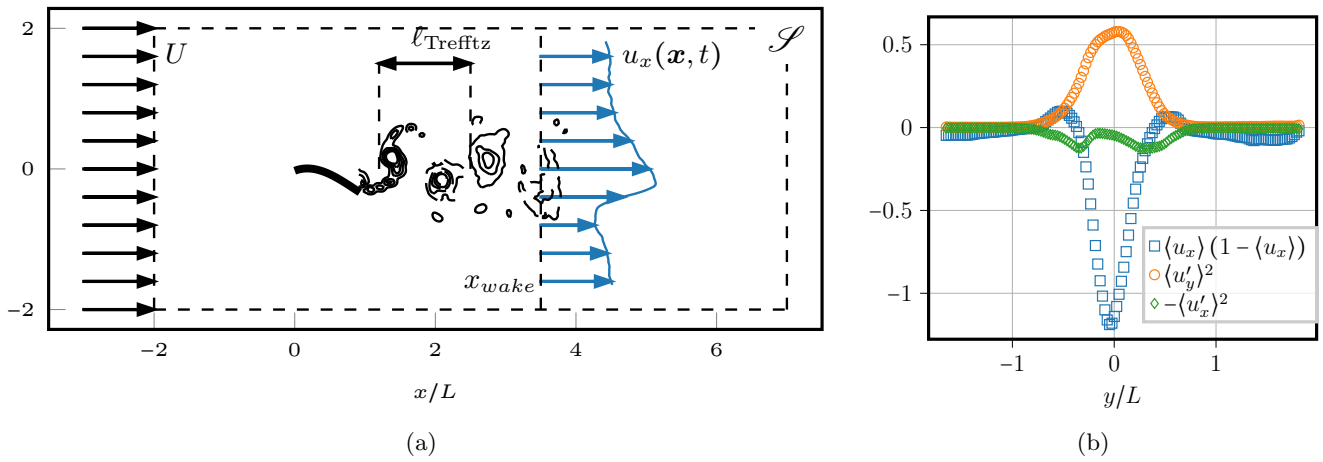 2
0
−2
U
ℓTrefftz
u_x(x, t)
𝒮
x_wake
−2 0 2 4 6
x/L
(a)
0.5
0
−0.5
−1
⟨u_x⟩ (1 − ⟨u_x⟩)
⟨u′_y⟩²
−⟨u′_x⟩²
−1 0 1
y/L
(b)